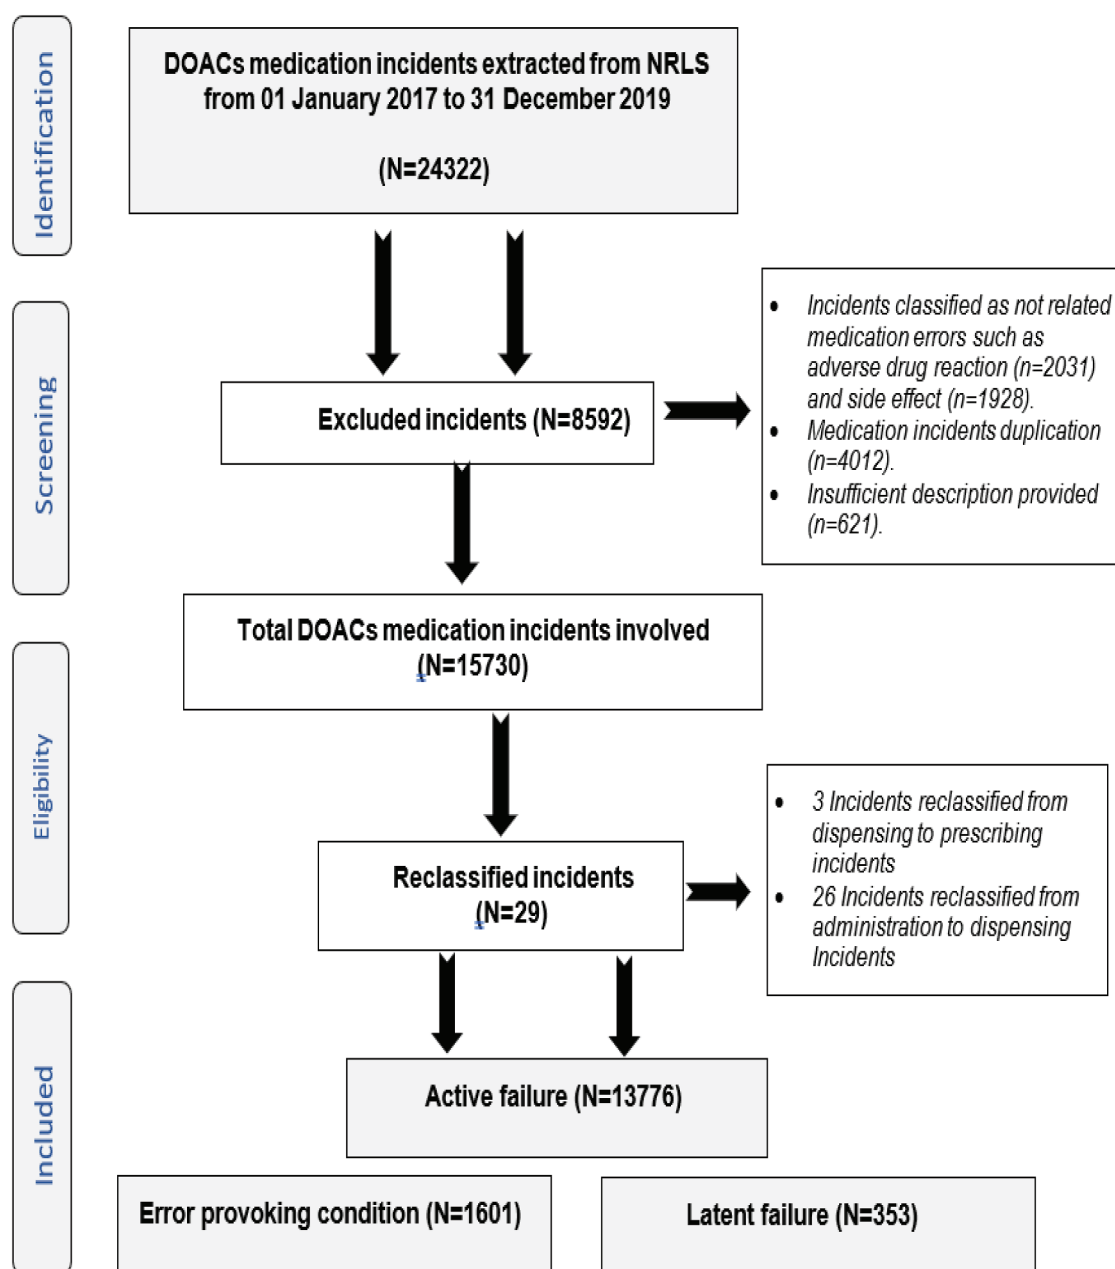 Identification
DOACs medication incidents extracted from NRLS
from 01 January 2017 to 31 December 2019
(N=24322)
Screening
Excluded incidents (N=8592)
• Incidents classified as not related
medication errors such as
adverse drug reaction (n=2031)
and side effect (n=1928).
• Medication incidents duplication
(n=4012).
• Insufficient description provided
(n=621).
Total DOACs medication incidents involved
(N=15730)
Eligibility
Reclassified incidents
(N=29)
• 3 Incidents reclassified from
dispensing to prescribing
incidents
• 26 Incidents reclassified from
administration to dispensing
Incidents
Included
Active failure (N=13776)
Error provoking condition (N=1601)
Latent failure (N=353)